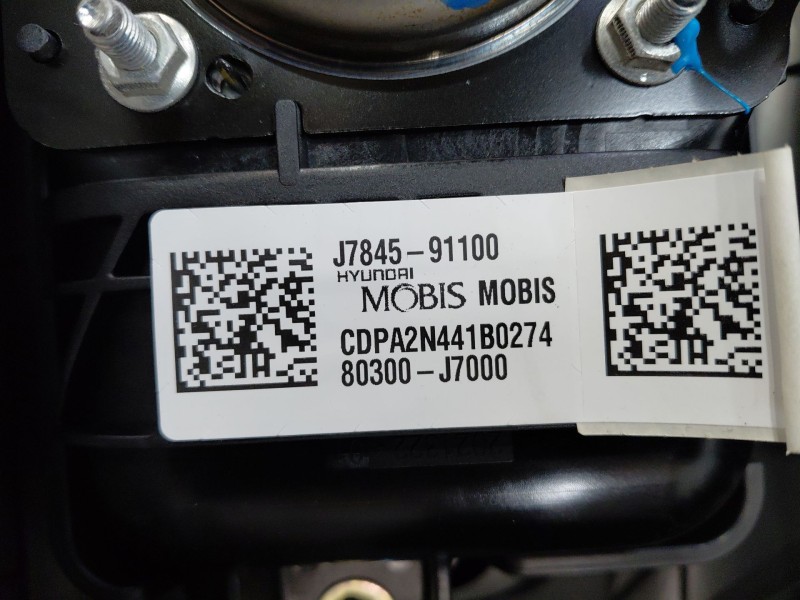 J7845-91100
HYUNDAI
MOBIS MOBIS
CDPA2N441B0274
80300-J7000